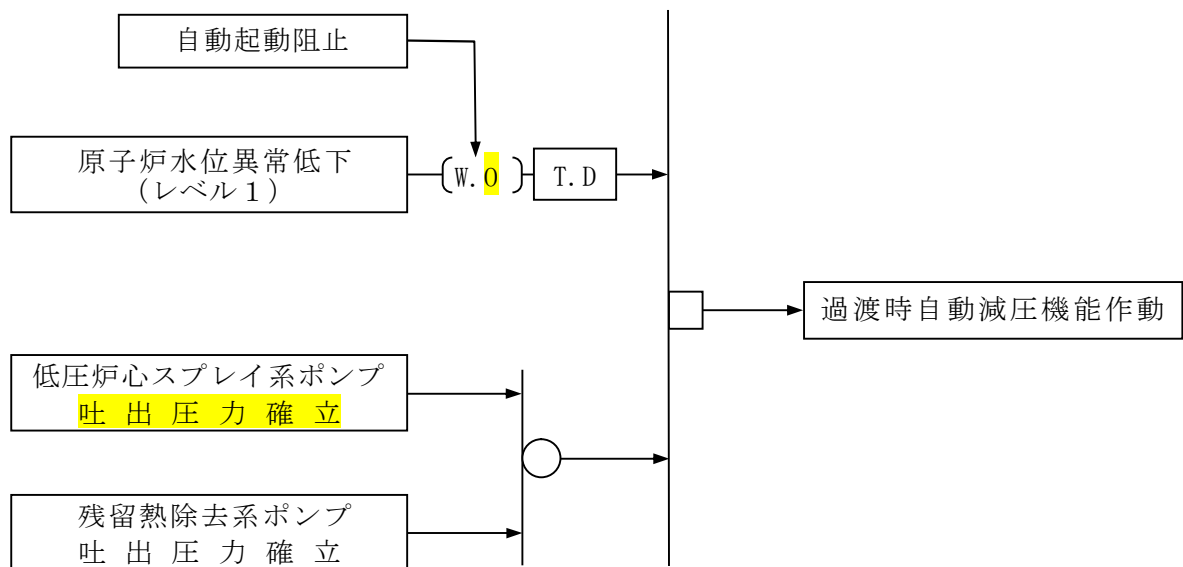 自動起動阻止
原子炉水位異常低下
(レベル1)
W.O
T.D
過渡時自動減圧機能作動
低圧炉心スプレイ系ポンプ
吐出圧力確立
残留熱除去系ポンプ
吐出圧力確立